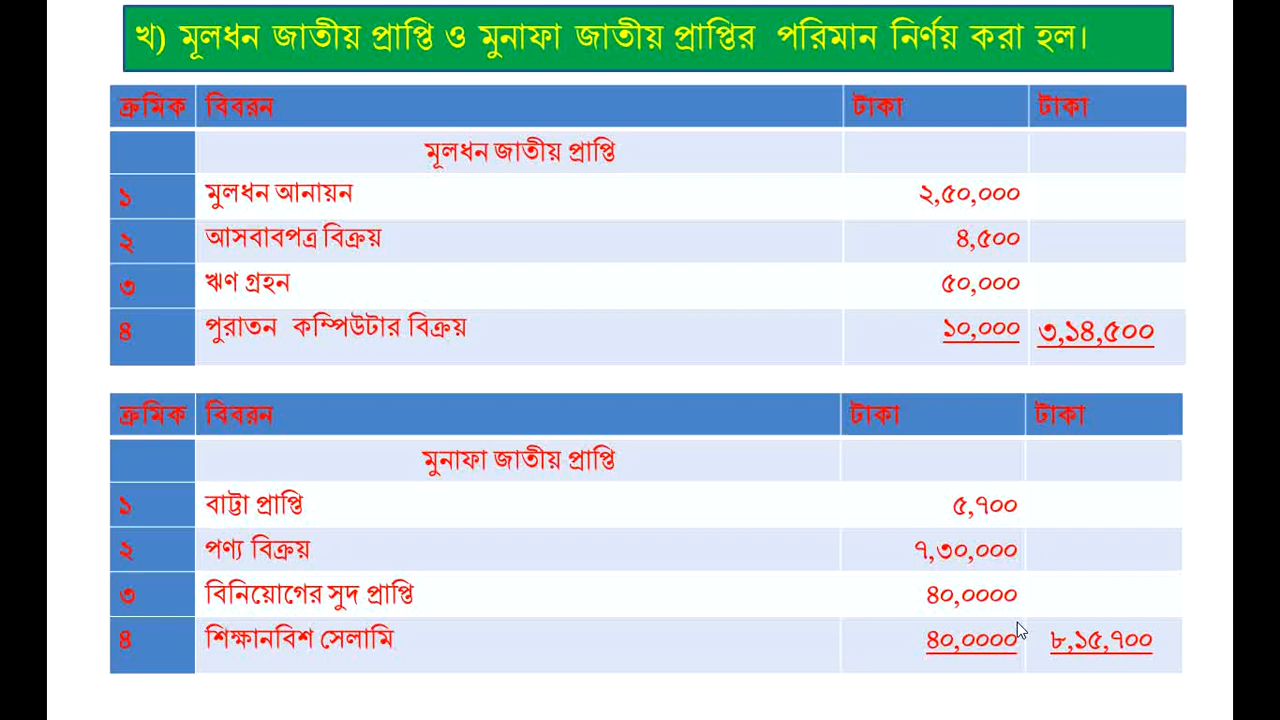 খ) মূলধন জাতীয় প্রাপ্তি ও মুনাফা জাতীয় প্রাপ্তির পরিমান নির্ণয় করা হল।
ক্রমিক বিবরন টাকা টাকা
মূলধন জাতীয় প্রাপ্তি
১ মুলধন আনায়ন ২,৫০,০০০
২ আসবাবপত্র বিক্রয় ৪,৫০০
৩ ঋণ গ্রহন ৫০,০০০
৪ পুরাতন কম্পিউটার বিক্রয় ১০,০০০ ৩,১৪,৫০০
ক্রমিক বিবরন টাকা টাকা
মুনাফা জাতীয় প্রাপ্তি
১ বাট্টা প্রাপ্তি ৫,৭০০
২ পণ্য বিক্রয় ৭,৩০,০০০
৩ বিনিয়োগের সুদ প্রাপ্তি ৪০,০০০০
৪ শিক্ষানবিশ সেলামি ৪০,০০০০ ৮,১৫,৭০০